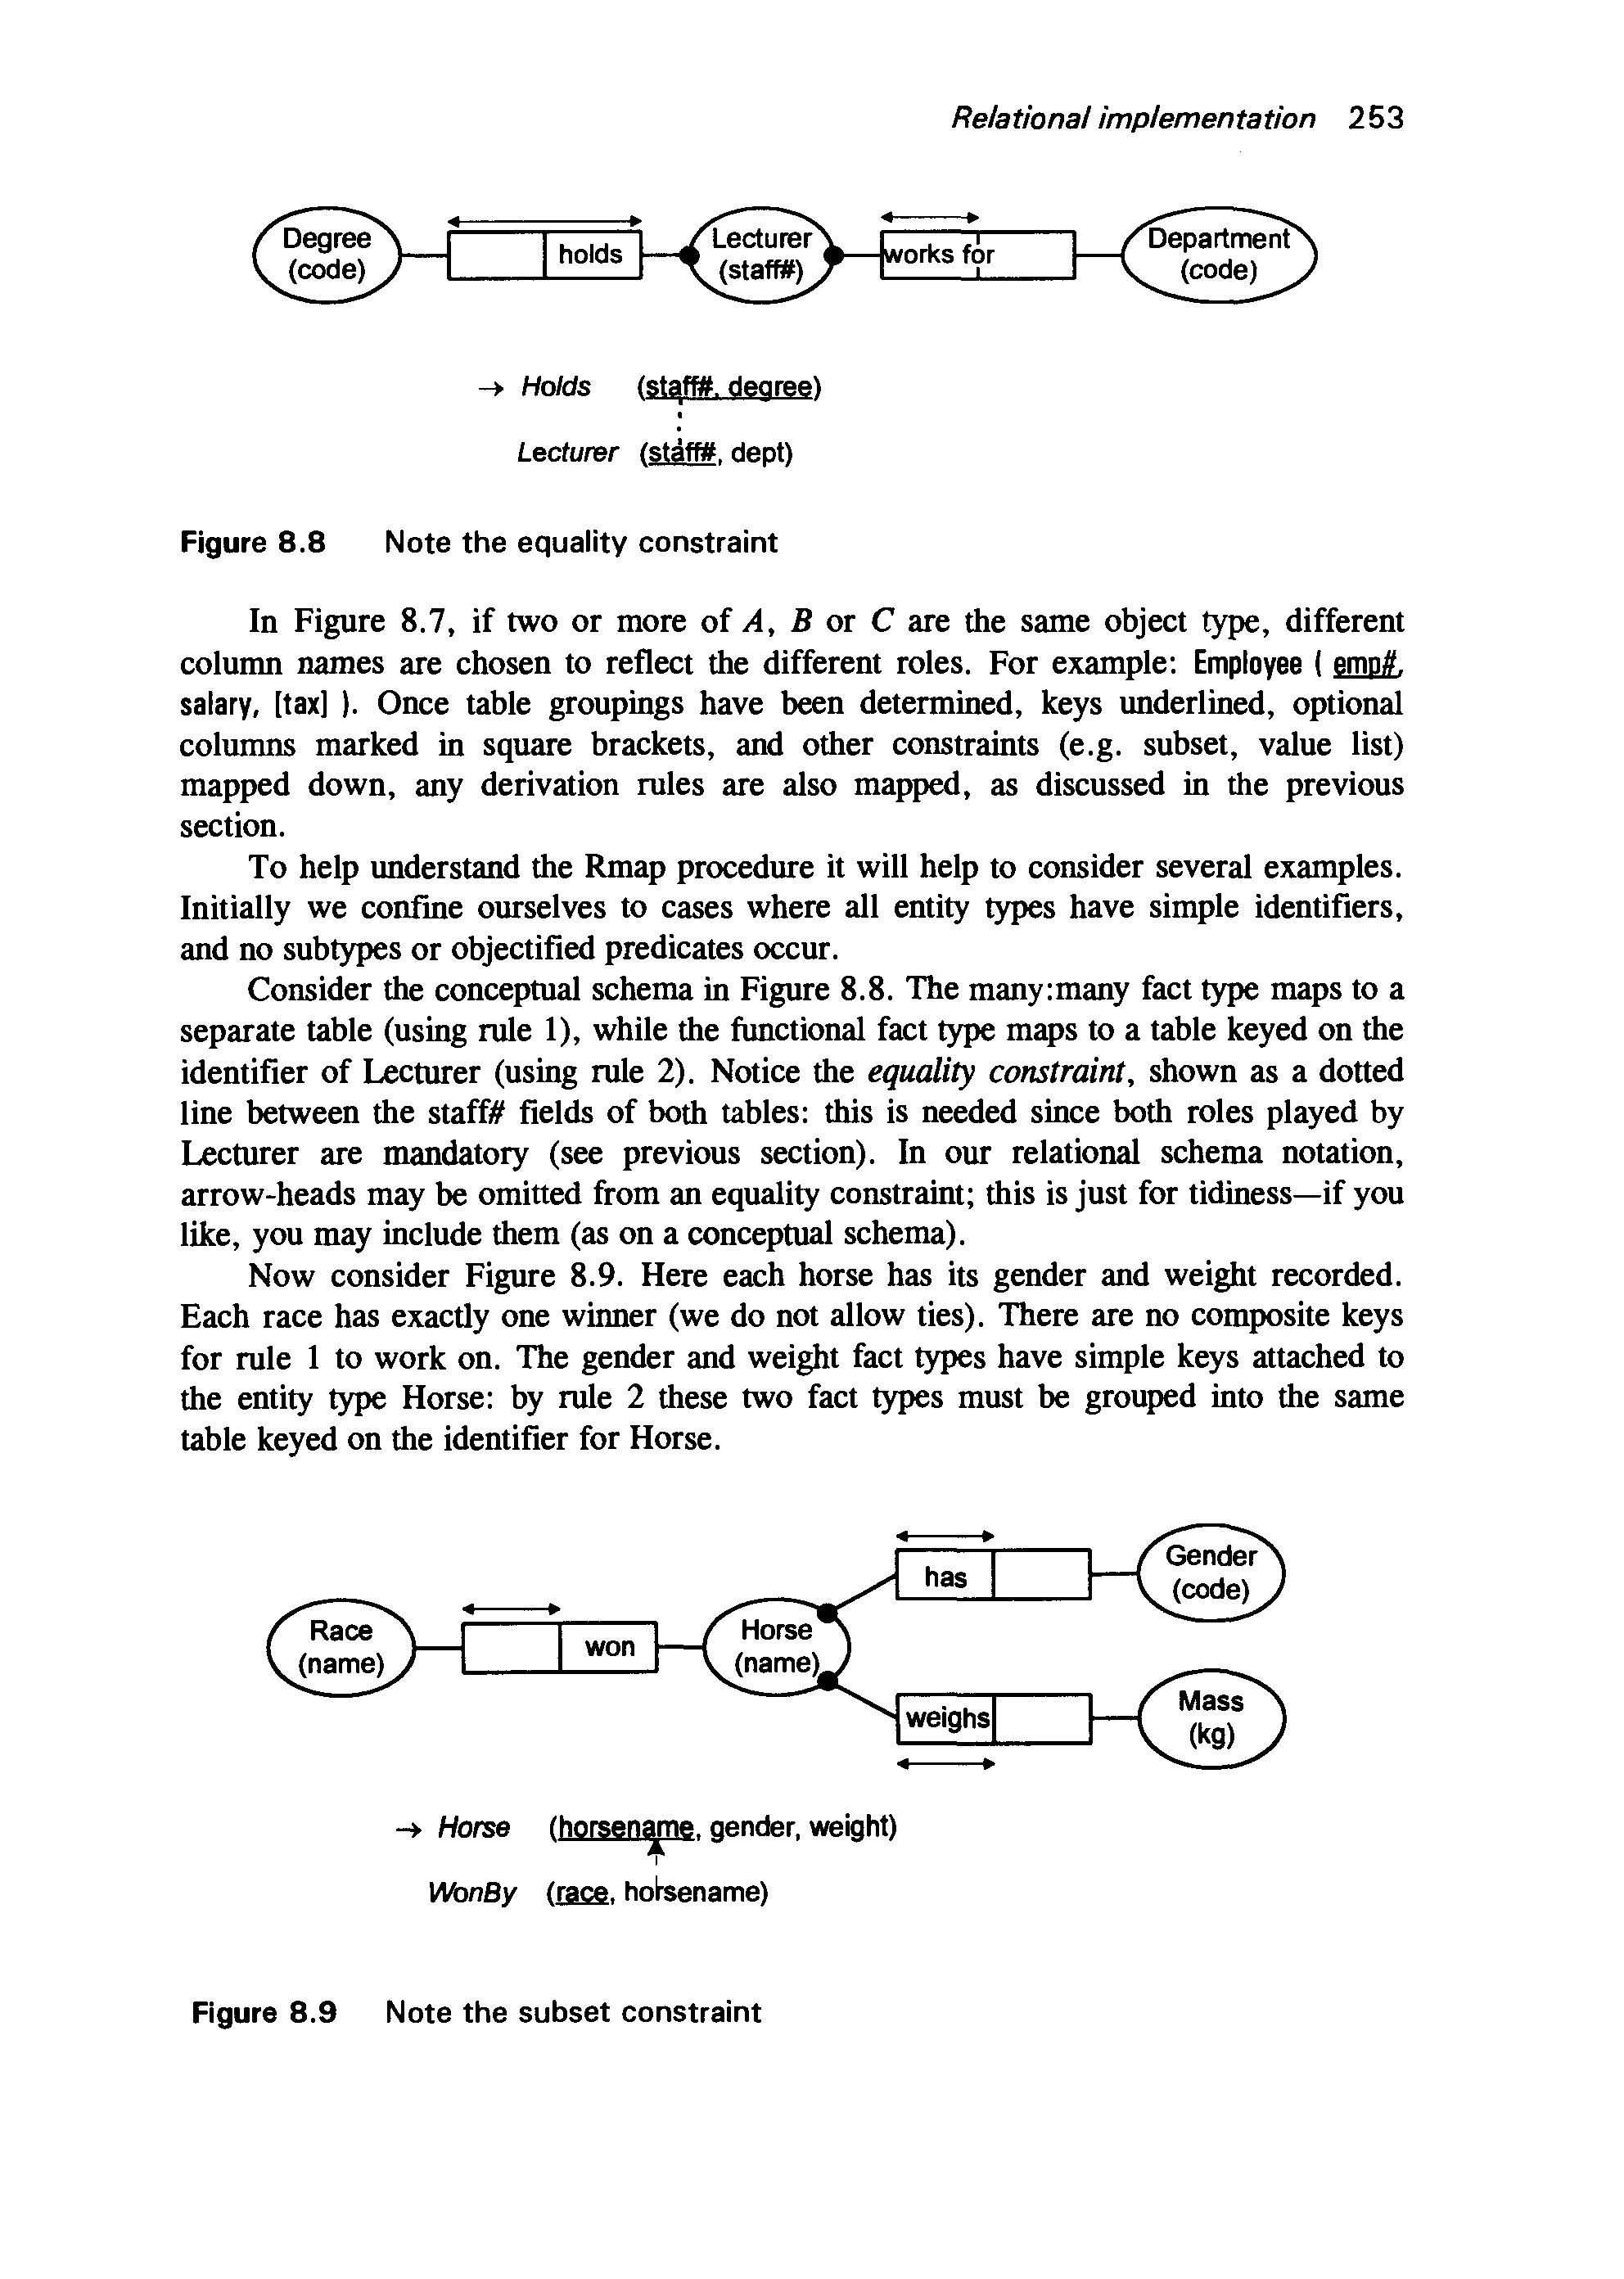 Relational implementation 253
Degree
(code)
holds
Lecturer
(staff#)
works for
Department
(code)
→ Holds (staff#, degree)
Lecturer (staff#, dept)
Figure 8.8 Note the equality constraint
In Figure 8.7, if two or more of A, B or C are the same object type, different
column names are chosen to reflect the different roles. For example: Employee ( emp#,
salary, [tax] ). Once table groupings have been determined, keys underlined, optional
columns marked in square brackets, and other constraints (e.g. subset, value list)
mapped down, any derivation rules are also mapped, as discussed in the previous
section.
To help understand the Rmap procedure it will help to consider several examples.
Initially we confine ourselves to cases where all entity types have simple identifiers,
and no subtypes or objectified predicates occur.
Consider the conceptual schema in Figure 8.8. The many:many fact type maps to a
separate table (using rule 1), while the functional fact type maps to a table keyed on the
identifier of Lecturer (using rule 2). Notice the equality constraint, shown as a dotted
line between the staff# fields of both tables: this is needed since both roles played by
Lecturer are mandatory (see previous section). In our relational schema notation,
arrow-heads may be omitted from an equality constraint; this is just for tidiness—if you
like, you may include them (as on a conceptual schema).
Now consider Figure 8.9. Here each horse has its gender and weight recorded.
Each race has exactly one winner (we do not allow ties). There are no composite keys
for rule 1 to work on. The gender and weight fact types have simple keys attached to
the entity type Horse: by rule 2 these two fact types must be grouped into the same
table keyed on the identifier for Horse.
Race
(name)
won
Horse
(name)
has
Gender
(code)
weighs
Mass
(kg)
→ Horse (horsename, gender, weight)
WonBy (race, horsename)
Figure 8.9 Note the subset constraint